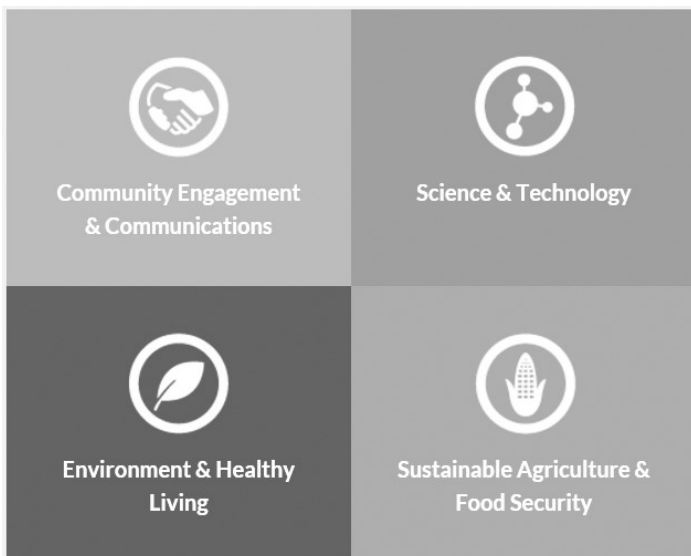 Community Engagement
& Communications
Science & Technology
Environment & Healthy
Living
Sustainable Agriculture &
Food Security